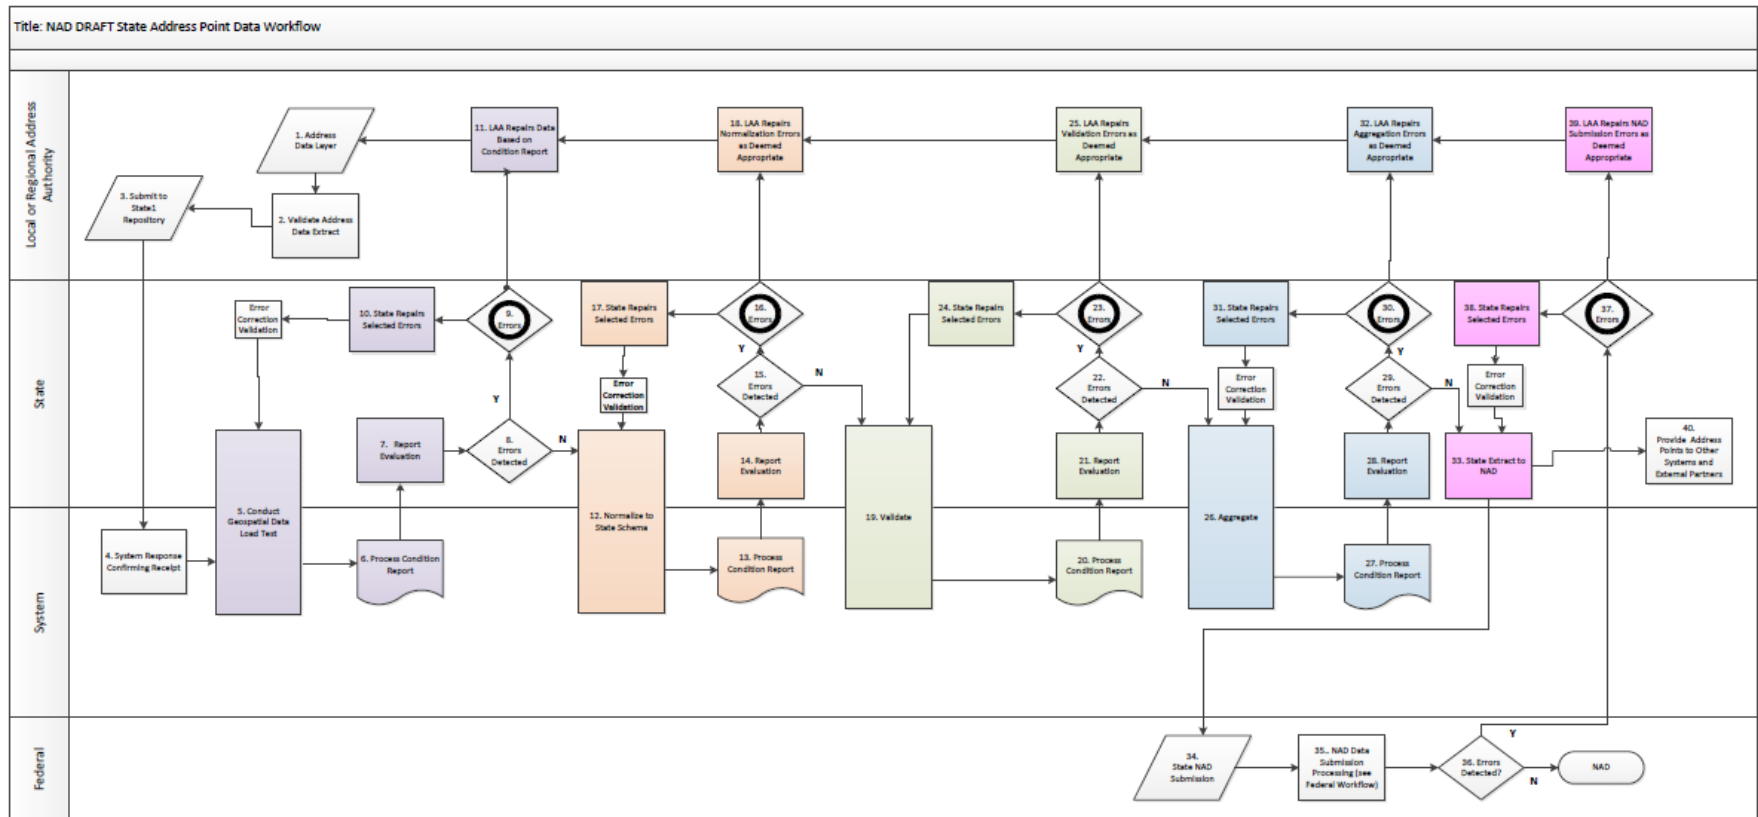 Title: NAD DRAFT State Address Point Data Workflow
Local or Regional Address
Authority
1. Address
Data Layer
11. LAA Repairs Data
Based on
Condition Report
18. LAA Repairs
Normalization Errors
as Deemed
Appropriate
25. LAA Repairs
Validation Errors as
Deemed
Appropriate
32. LAA Repairs
Aggregation Errors
as Deemed
Appropriate
39. LAA Repairs NAD
Submission Errors as
Deemed
Appropriate
3. Submit to
State1
Repository
2. Validate Address
Data Extract
State
Error
Correction
Validation
10. State Repairs
Selected Errors
9.
Errors
17. State Repairs
Selected Errors
16.
Errors
24. State Repairs
Selected Errors
23.
Errors
31. State Repairs
Selected Errors
30.
Errors
38. State Repairs
Selected Errors
37.
Errors
Y
Error
Correction
Validation
Y
15.
Errors
Detected
N
Y
22.
Errors
Detected
N
Error
Correction
Validation
Y
29.
Errors
Detected
N
Error
Correction
Validation
7. Report
Evaluation
8.
Errors
Detected
N
14. Report
Evaluation
21. Report
Evaluation
28. Report
Evaluation
33. State Extract to
NAD
40.
Provide Address
Points to Other
Systems and
External Partners
System
4. System Response
Confirming Receipt
5. Conduct
Geospatial Data
Load Test
6. Process Condition
Report
12. Normalize to
State Schema
13. Process
Condition Report
19. Validate
20. Process
Condition Report
26. Aggregate
27. Process
Condition Report
Federal
34.
State NAD
Submission
35.. NAD Data
Submission
Processing (see
Federal Workflow)
36. Errors
Detected?
Y
N
NAD